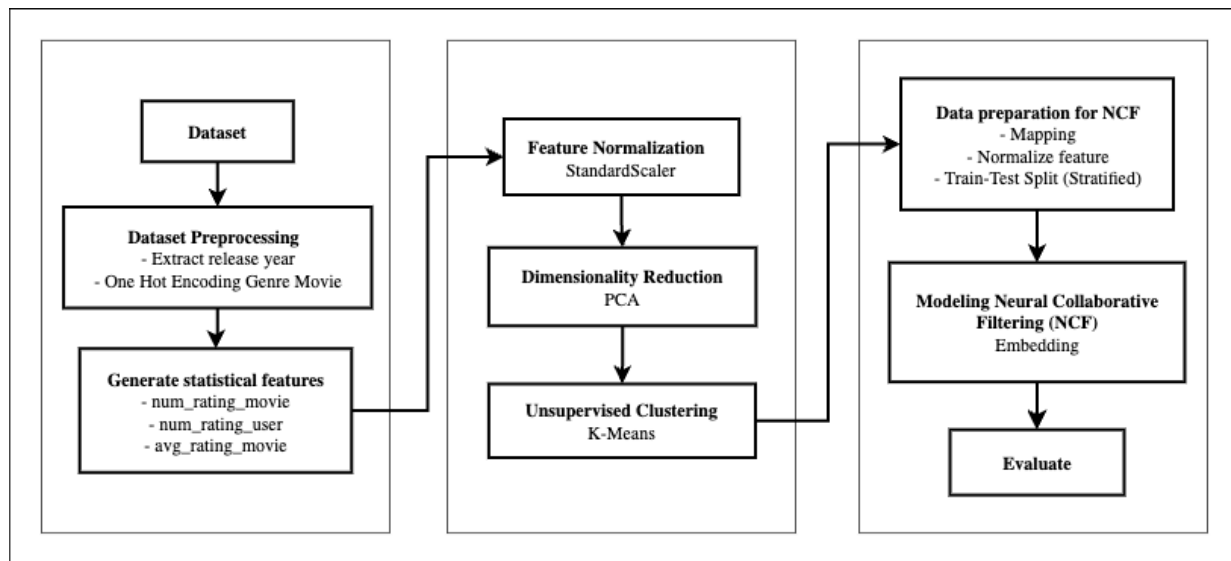 Dataset
Dataset Preprocessing
- Extract release year
- One Hot Encoding Genre Movie
Generate statistical features
- num_rating_movie
- num_rating_user
- avg_rating_movie
Feature Normalization
StandardScaler
Dimensionality Reduction
PCA
Unsupervised Clustering
K-Means
Data preparation for NCF
- Mapping
- Normalize feature
- Train-Test Split (Stratified)
Modeling Neural Collaborative
Filtering (NCF)
Embedding
Evaluate